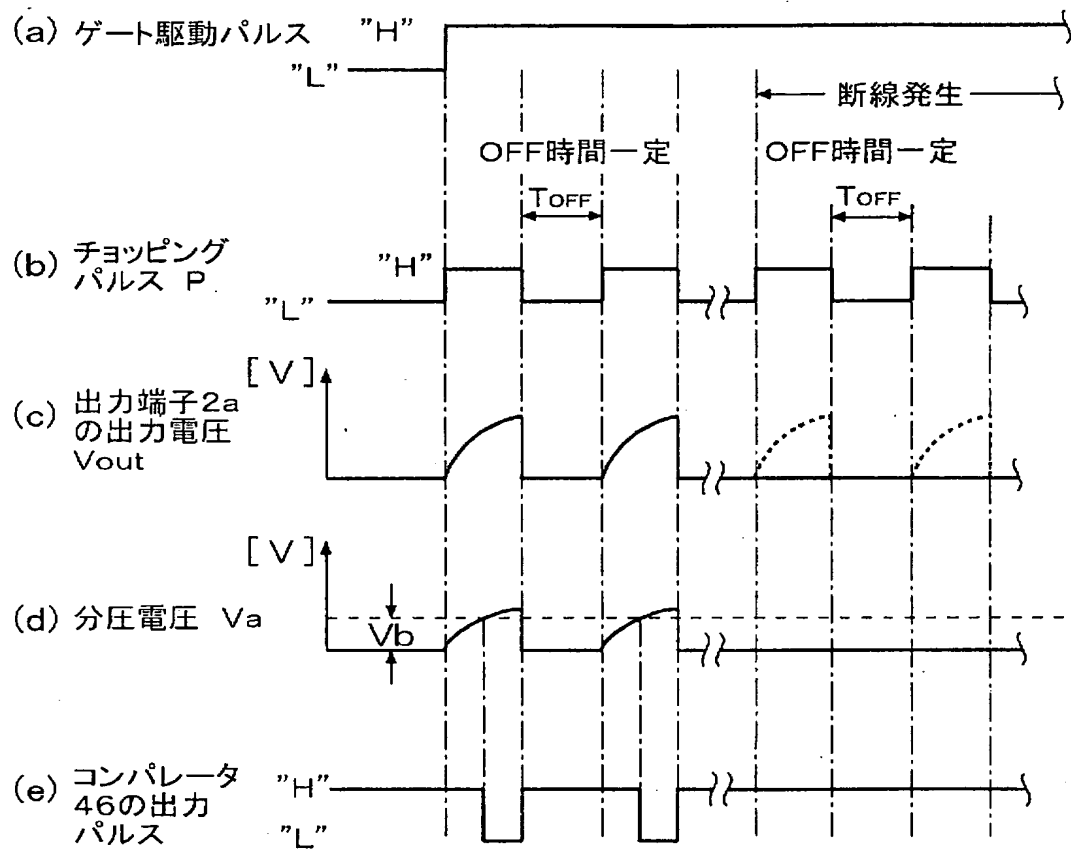 (a) ゲート駆動パルス "H"
"L"
断線発生
OFF時間一定 OFF時間一定
TOFF TOFF
(b) チョッピング
パルス P
"H"
"L"
[V]
(c) 出力端子2a
の出力電圧
Vout
[V]
(d) 分圧電圧 Va
Vb
(e) コンパレータ
46の出力
パルス
"H"
"L"